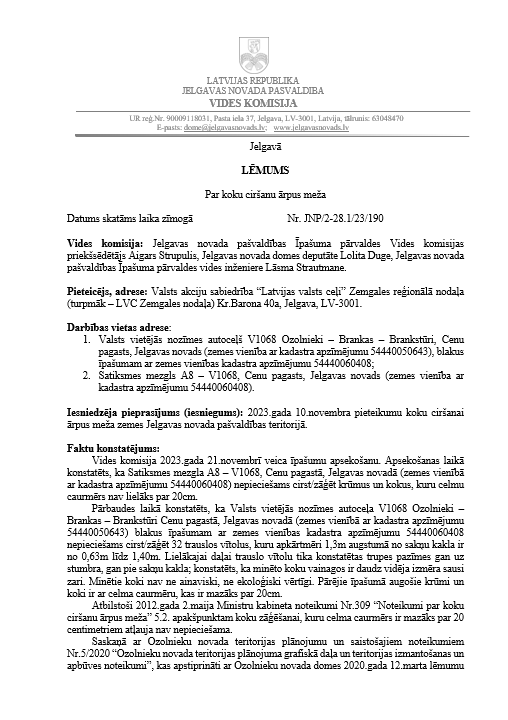 LATVIJAS REPUBLIKA
JELGAVAS NOVADA PAŠVALDĪBA
VIDES KOMISIJA
UR reģ.Nr. 90009118031, Pasta iela 37, Jelgava, LV-3001, Latvija, tālrunis: 63048470
E-pasts: dome@jelgavasnovads.lv; www.jelgavasnovads.lv
Jelgavā
LĒMUMS
Par koku ciršanu ārpus meža
Datums skatāms laika zīmogā Nr. JNP/2-28.1/23/190
Vides komisija: Jelgavas novada pašvaldības Īpašuma pārvaldes Vides komisijas
priekšsēdētājs Aigars Strupulis, Jelgavas novada domes deputāte Lolita Duge, Jelgavas novada
pašvaldības Īpašuma pārvaldes vides inženiere Lāsma Strautmane.
Pieteicējs, adrese: Valsts akciju sabiedrība “Latvijas valsts ceļi” Zemgales reģionālā nodaļa
(turpmāk – LVC Zemgales nodaļa) Kr.Barona 40a, Jelgava, LV-3001.
Darbības vietas adrese:
1. Valsts vietējās nozīmes autoceļš V1068 Ozolnieki – Brankas – Brankstūri, Cenu
pagasts, Jelgavas novads (zemes vienība ar kadastra apzīmējumu 54440050643), blakus
īpašumam ar zemes vienības kadastra apzīmējumu 54440060408;
2. Satiksmes mezgls A8 – V1068, Cenu pagasts, Jelgavas novads (zemes vienība ar
kadastra apzīmējumu 54440060408).
Iesniedzēja pieprasījums (iesniegums): 2023.gada 10.novembra pieteikumu koku ciršanai
ārpus meža zemes Jelgavas novada pašvaldības teritorijā.
Faktu konstatējums:
Vides komisija 2023.gada 21.novembrī veica īpašumu apsekošanu. Apsekošanas laikā
konstatēts, ka Satiksmes mezgla A8 – V1068, Cenu pagastā, Jelgavas novadā (zemes vienībā
ar kadastra apzīmējumu 54440060408) nepieciešams cirst/zāģēt krūmus un kokus, kuru celmu
caurmērs nav lielāks par 20cm.
Pārbaudes laikā konstatēts, ka Valsts vietējās nozīmes autoceļa V1068 Ozolnieki –
Brankas – Brankstūri Cenu pagastā, Jelgavas novadā (zemes vienībā ar kadastra apzīmējumu
54440050643) blakus īpašumam ar zemes vienības kadastra apzīmējumu 54440060408
nepieciešams cirst/zāģēt 32 trauslos vītolus, kuru apkārtmēri 1,3m augstumā no sakņu kakla ir
no 0,63m līdz 1,40m. Lielākajai daļai trauslo vītolu tika konstatētas trupes pazīmes gan uz
stumbra, gan pie sakņu kakla; konstatēts, ka minēto koku vainagos ir daudz vidēja izmēra sausi
zari. Minētie koki nav ne ainaviski, ne ekoloģiski vērtīgi. Pārējie īpašumā augošie krūmi un
koki ir ar celma caurmēru, kas ir mazāks par 20cm.
Atbilstoši 2012.gada 2.maija Ministru kabineta noteikumi Nr.309 “Noteikumi par koku
ciršanu ārpus meža” 5.2. apakšpunktam koku zāģēšanai, kuru celma caurmērs ir mazāks par 20
centimetriem atļauja nav nepieciešama.
Saskaņā ar Ozolnieku novada teritorijas plānojumu un saistošajiem noteikumiem
Nr.5/2020 “Ozolnieku novada teritorijas plānojuma grafiskā daļa un teritorijas izmantošanas un
apbūves noteikumi”, kas apstiprināti ar Ozolnieku novada domes 2020.gada 12.marta lēmumu